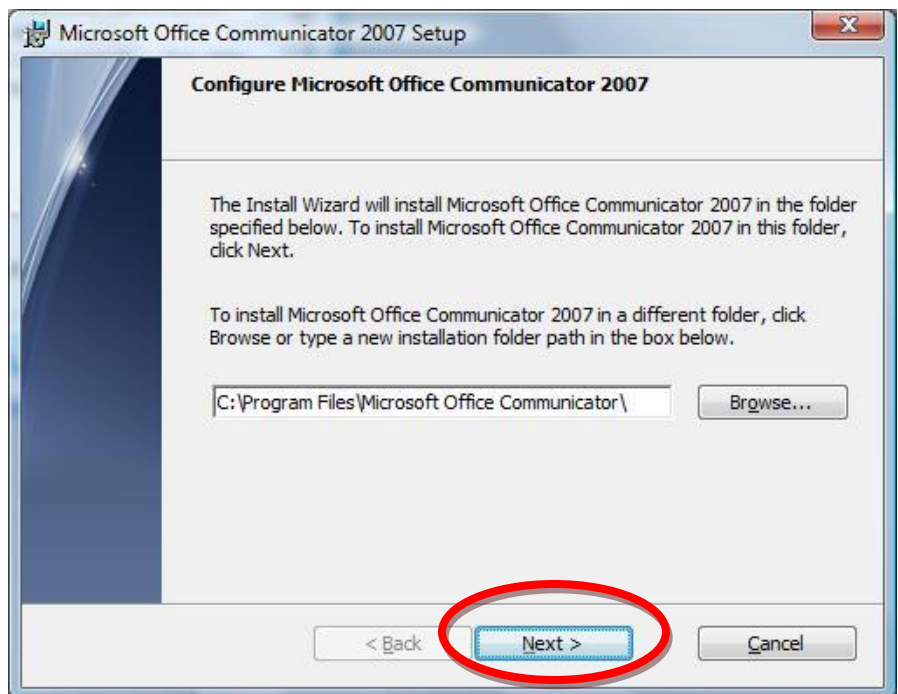 Microsoft Office Communicator 2007 Setup
Configure Microsoft Office Communicator 2007
The Install Wizard will install Microsoft Office Communicator 2007 in the folder
specified below. To install Microsoft Office Communicator 2007 in this folder,
click Next.
To install Microsoft Office Communicator 2007 in a different folder, click
Browse or type a new installation folder path in the box below.
C:\Program Files\Microsoft Office Communicator\
Browse...
< Back
Next >
Cancel